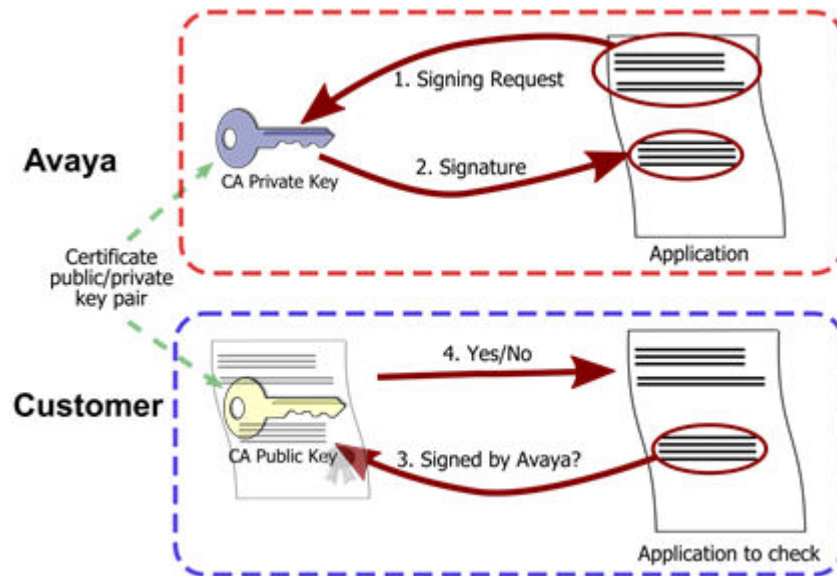 1. Signing Request
Avaya
CA Private Key
2. Signature
Application
Certificate
public/private
key pair
4. Yes/No
Customer
CA Public Key
3. Signed by Avaya?
Application to check